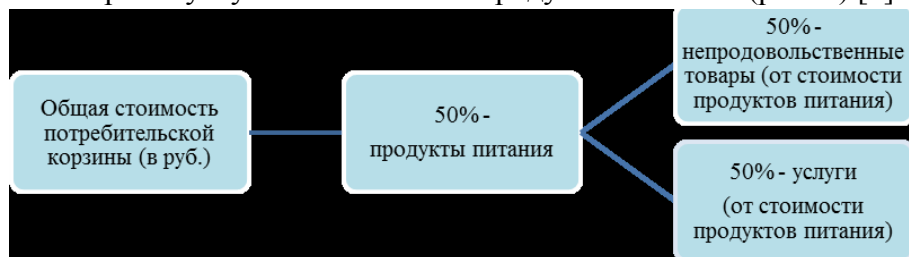 50% -
непродовольственные
товары (от стоимости
продуктов питания)
Общая стоимость
потребительской
корзины (в руб.)
50% -
продукты питания
50% - услуги
(от стоимости
продуктов питания)